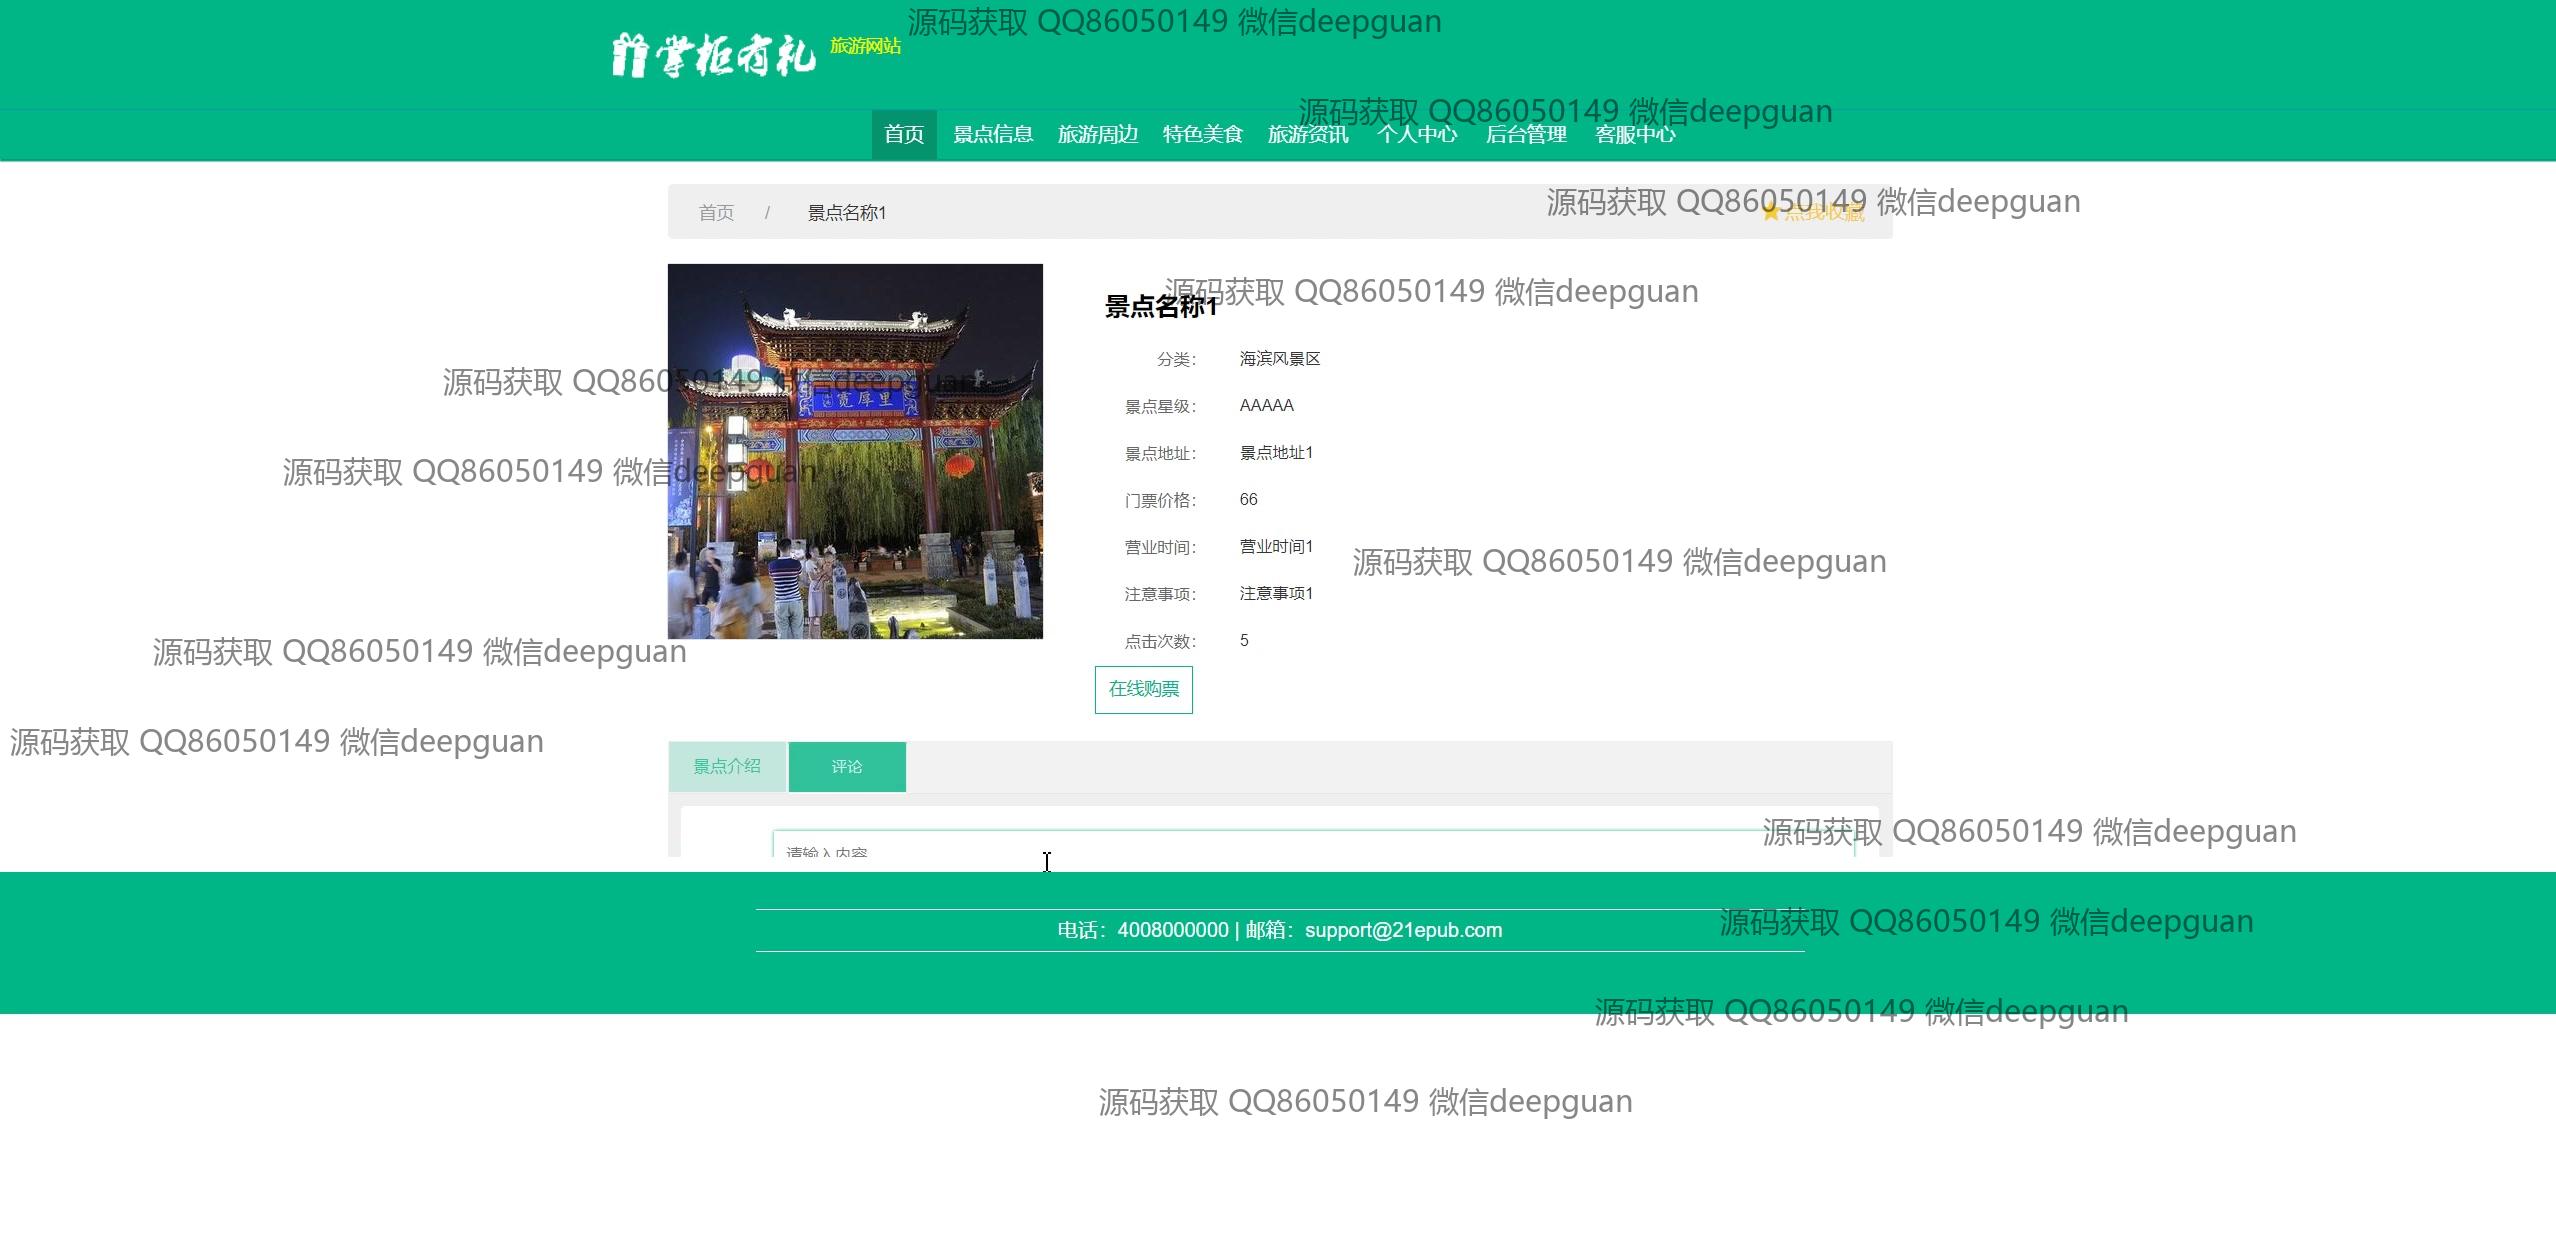 源码获取 QQ86050149 微信deepguan
掌柜有礼
旅游网站
源码获取 QQ86050149 微信deepguan
首页 景点信息 旅游周边 特色美食 旅游资讯 个人中心 后台管理 客服中心
源码获取 QQ86050149 微信deepguan
首页 / 景点名称1 点我收藏
源码获取 QQ86050149 微信deepguan
景点名称1
分类： 海滨风景区
源码获取 QQ86050149 微信deepguan
宽厚里
景点星级： AAAAA
景点地址： 景点地址1
源码获取 QQ86050149 微信deepguan
门票价格： 66
营业时间： 营业时间1
源码获取 QQ86050149 微信deepguan
注意事项： 注意事项1
点击次数： 5
源码获取 QQ86050149 微信deepguan
在线购票
源码获取 QQ86050149 微信deepguan
景点介绍 评论
源码获取 QQ86050149 微信deepguan
请输入内容
源码获取 QQ86050149 微信deepguan
电话：4008000000 | 邮箱：support@21epub.com
源码获取 QQ86050149 微信deepguan
源码获取 QQ86050149 微信deepguan